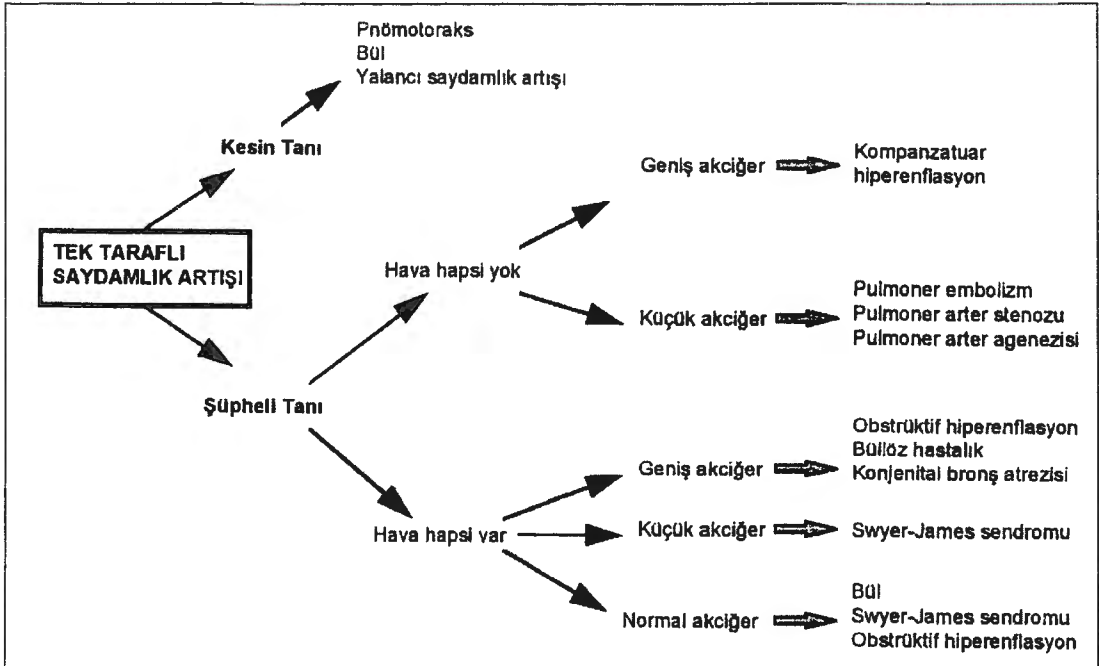 Pnömotoraks
Bül
Yalancı saydamlık artışı
Kesin Tanı
Geniş akciğer
Kompanzatuar
hiperenflasyon
TEK TARAFLI
SAYDAMLIK ARTIŞI
Hava hapsi yok
Küçük akciğer
Pulmoner embolizm
Pulmoner arter stenozu
Pulmoner arter agenezisi
Şüpheli Tanı
Geniş akciğer
Obstrüktif hiperenflasyon
Büllöz hastalık
Konjenital bronş atrezisi
Hava hapsi var
Küçük akciğer
Swyer-James sendromu
Normal akciğer
Bül
Swyer-James sendromu
Obstrüktif hiperenflasyon